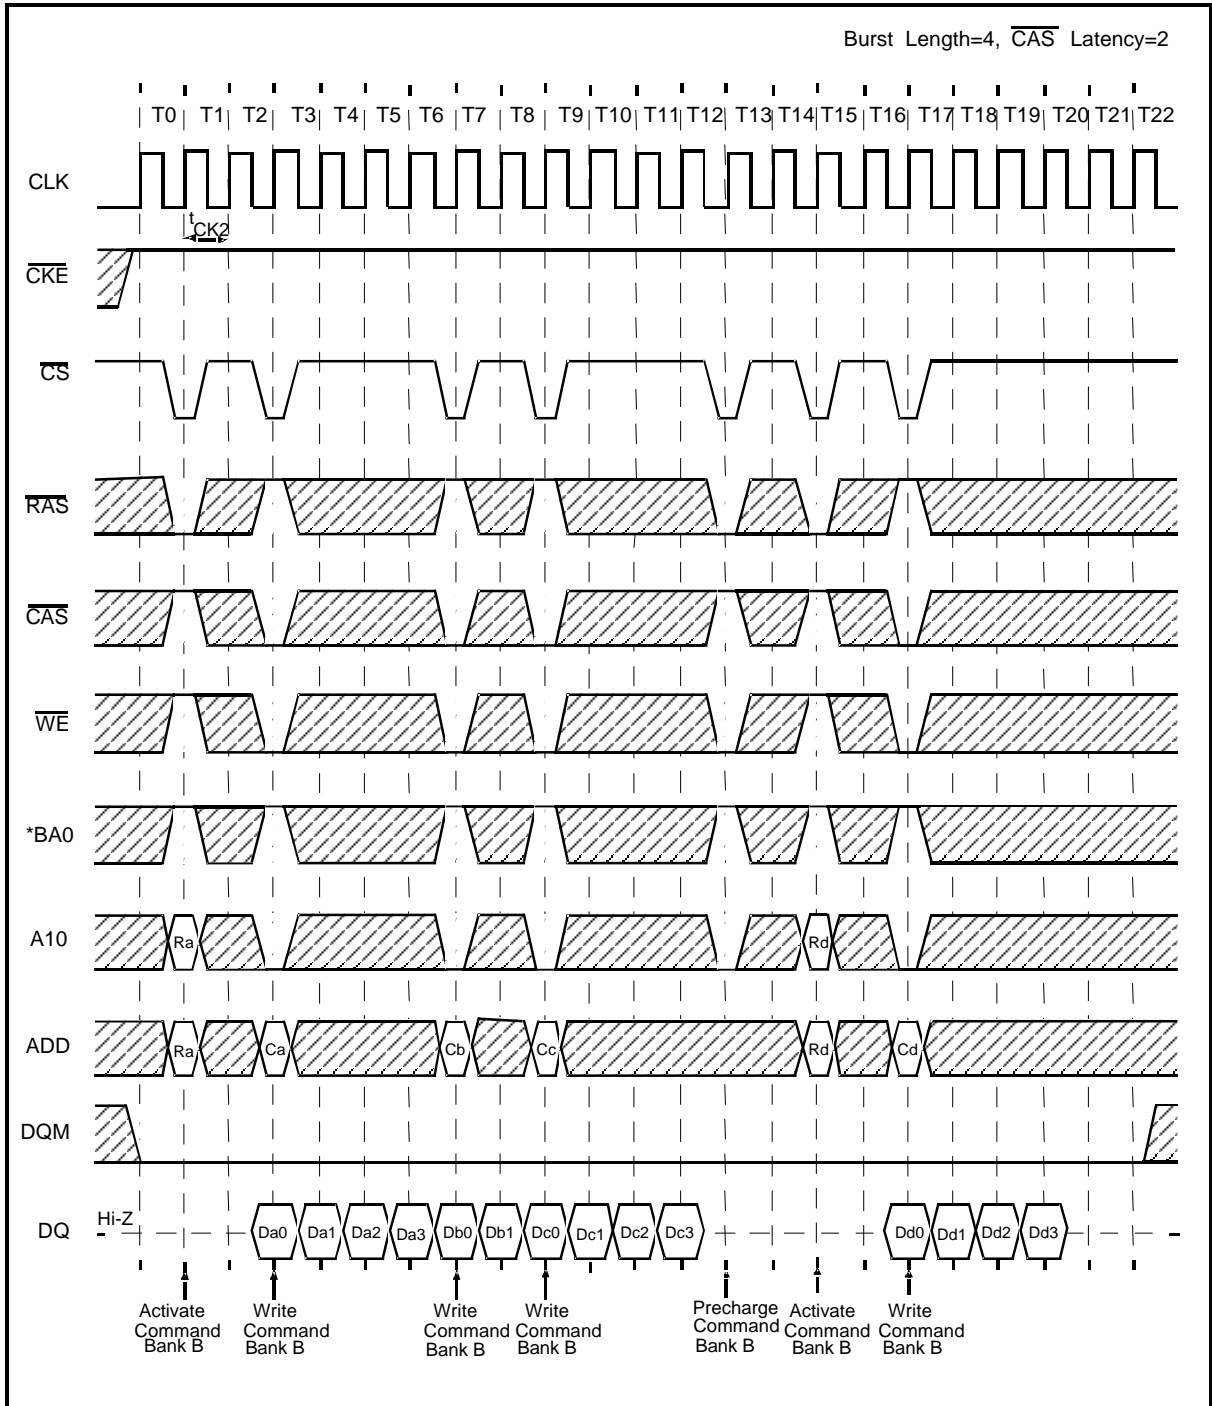 Burst Length=4, CAS Latency=2
T0 T1 T2 T3 T4 T5 T6 T7 T8 T9 T10 T11 T12 T13 T14 T15 T16 T17 T18 T19 T20 T21 T22
CLK
tCK2
CKE
CS
RAS
CAS
WE
*BA0
A10
Ra Rd
ADD
Ra Ca Cb Cc Rd Cd
DQM
Hi-Z
DQ
Da0 Da1 Da2 Da3 Db0 Db1 Dc0 Dc1 Dc2 Dc3 Dd0 Dd1 Dd2 Dd3
Activate
Command
Bank B
Write
Command
Bank B
Write
Command
Bank B
Write
Command
Bank B
Precharge
Command
Bank B
Activate
Command
Bank B
Write
Command
Bank B